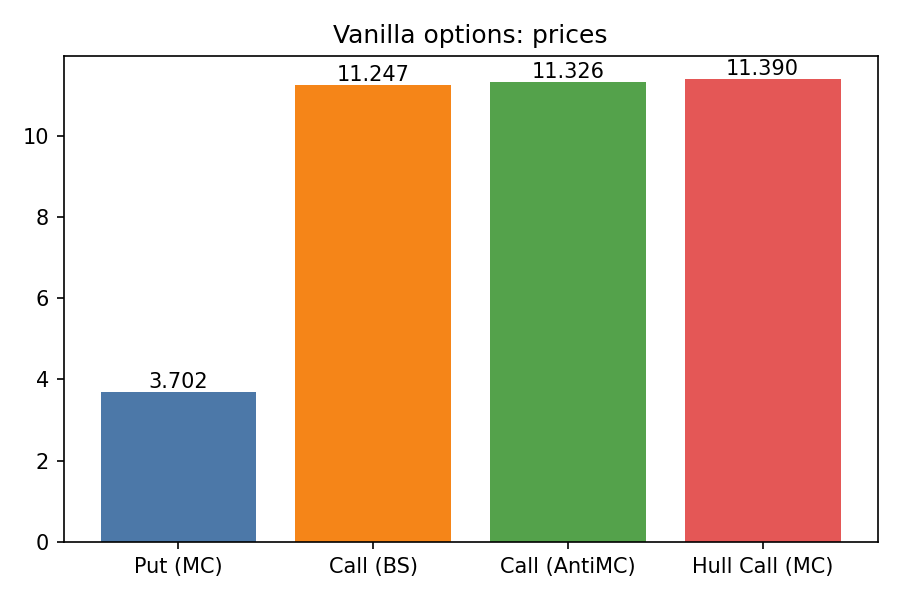 Vanilla options: prices
11.247 11.326 11.390
3.702
10
8
6
4
2
0
Put (MC) Call (BS) Call (AntiMC) Hull Call (MC)